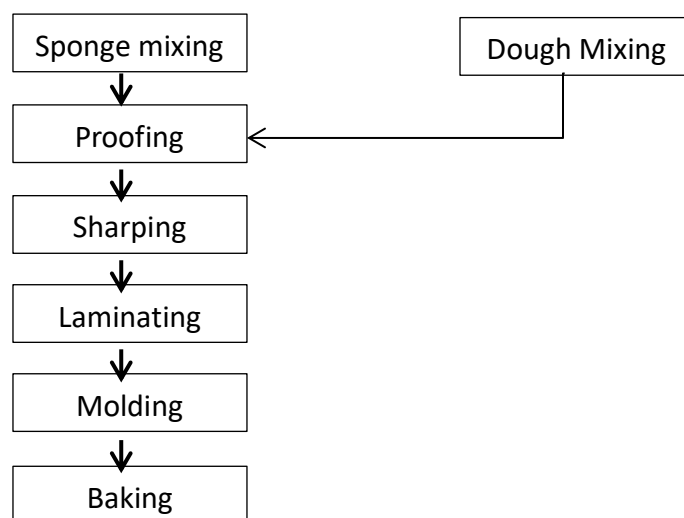 Sponge mixing
Dough Mixing
Proofing
Sharping
Laminating
Molding
Baking